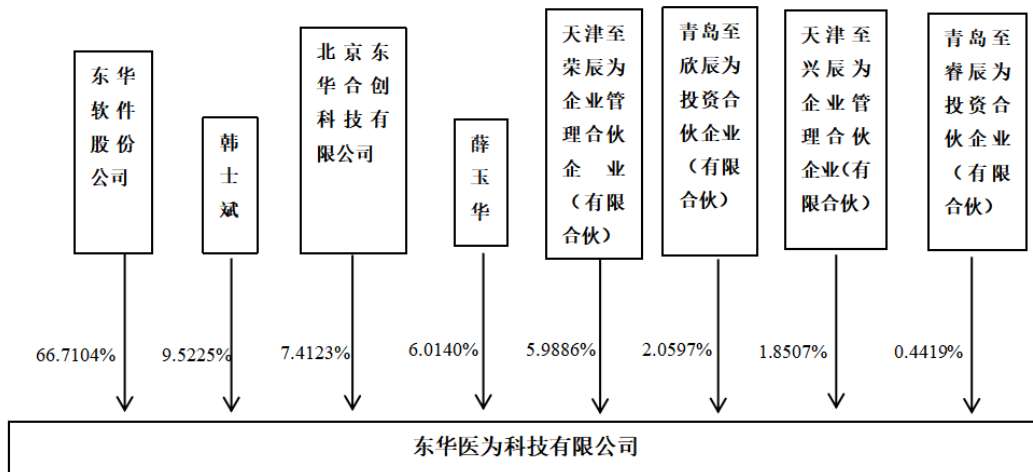 东华
软件
股份
公司
韩
士
斌
北京东
华合创
科技有
限公司
薛
玉
华
天津至
荣辰为
企业管
理合伙
企业
（有限
合伙）
青岛至
欣辰为
投资合
伙企业
（有限
合伙）
天津至
兴辰为
企业管
理合伙
企业(有
限合伙）
青岛至
睿辰为
投资合
伙企业
（有限
合伙）
66.7104%
9.5225%
7.4123%
6.0140%
5.9886%
2.0597%
1.8507%
0.4419%
东华医为科技有限公司